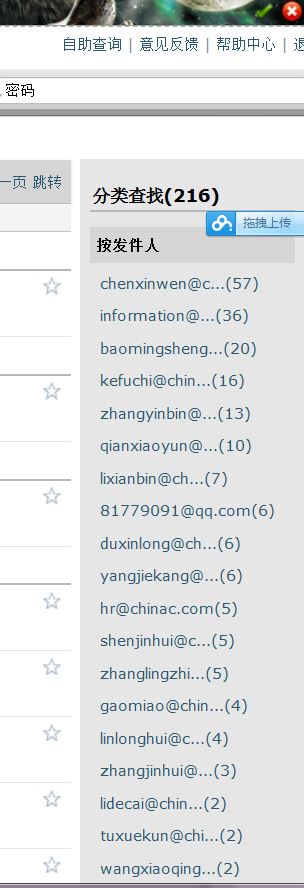 自助查询 | 意见反馈 | 帮助中心 |
密码
一页 跳转
分类查找(216)
拖拽上传
按发件人
chenxinwen@c...(57)
information@...(36)
baomingsheng...(20)
kefuchi@chin...(16)
zhangyinbin@...(13)
qianxiaoyun@...(10)
lixianbin@ch...(7)
81779091@qq.com(6)
duxinlong@ch...(6)
yangjiekang@...(6)
hr@chinac.com(5)
shenjinhui@c...(5)
zhanglingzhi...(5)
gaomiao@chin...(4)
linlonghui@c...(4)
zhangjinhui@...(3)
lidecai@chin...(2)
tuxuekun@chi...(2)
wangxiaoqing...(2)